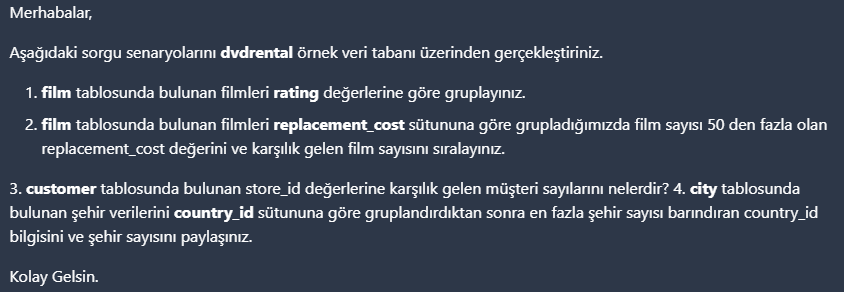 Merhabalar,
Aşağıdaki sorgu senaryolarını dvdrental örnek veri tabanı üzerinden gerçekleştiriniz.
1. film tablosunda bulunan filmleri rating değerlerine göre gruplayınız.
2. film tablosunda bulunan filmleri replacement_cost sütununa göre grupladığımızda film sayısı 50 den fazla olan
replacement_cost değerini ve karşılık gelen film sayısını sıralayınız.
3. customer tablosunda bulunan store_id değerlerine karşılık gelen müşteri sayılarını nelerdir? 4. city tablosunda
bulunan şehir verilerini country_id sütununa göre gruplandırdıktan sonra en fazla şehir sayısı barındıran country_id
bilgisini ve şehir sayısını paylaşınız.
Kolay Gelsin.